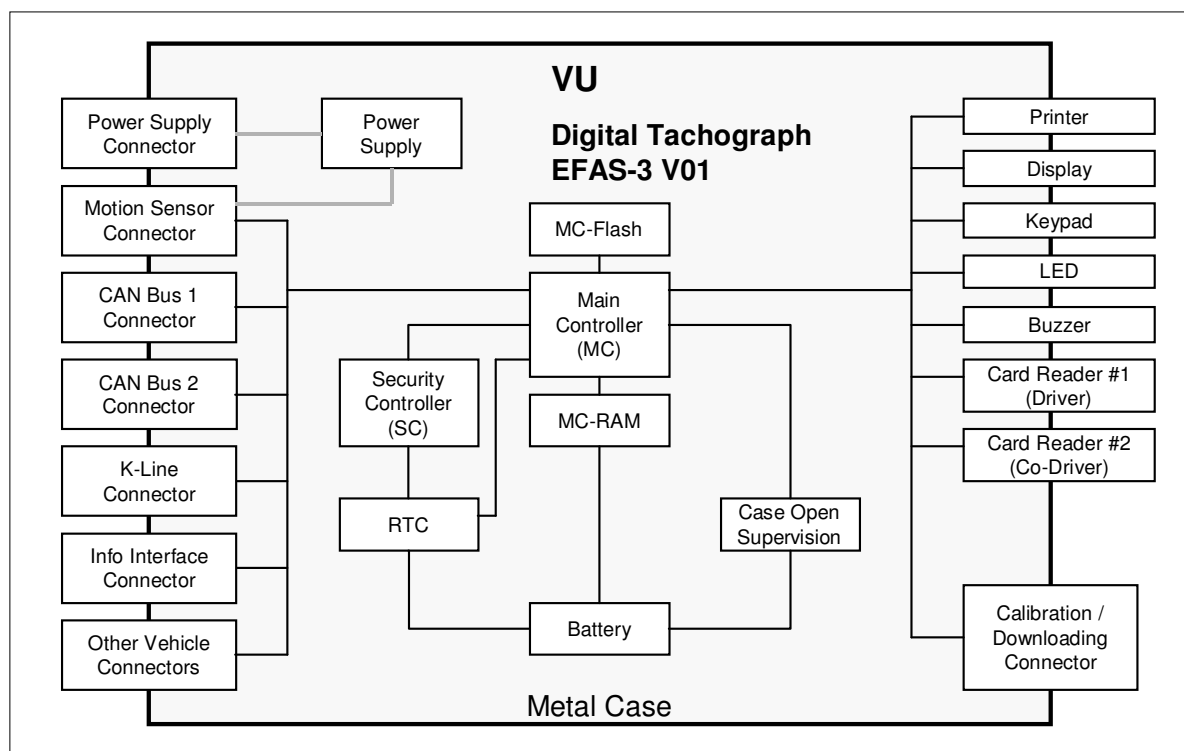 VU
Digital Tachograph
EFAS-3 V01
Power Supply
Connector
Power
Supply
Motion Sensor
Connector
CAN Bus 1
Connector
CAN Bus 2
Connector
K-Line
Connector
Info Interface
Connector
Other Vehicle
Connectors
MC-Flash
Main
Controller
(MC)
Security
Controller
(SC)
MC-RAM
RTC
Case Open
Supervision
Battery
Printer
Display
Keypad
LED
Buzzer
Card Reader #1
(Driver)
Card Reader #2
(Co-Driver)
Calibration /
Downloading
Connector
Metal Case